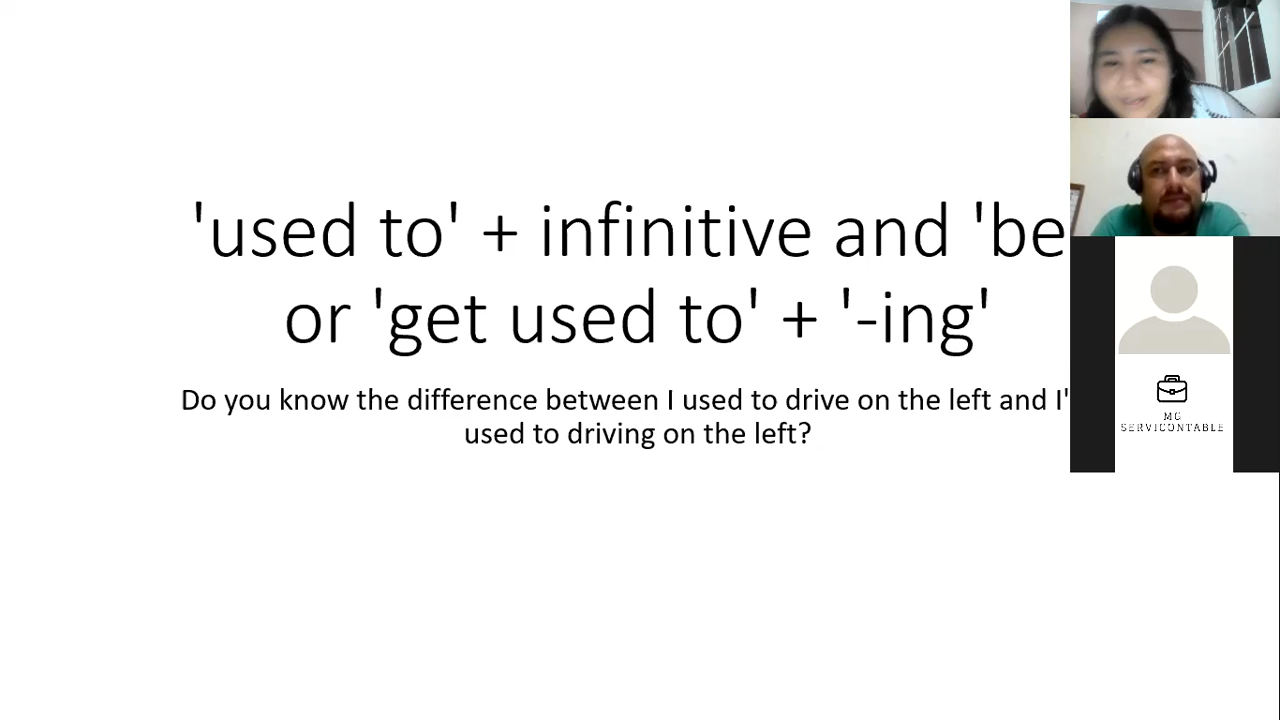 'used to' + infinitive and 'be
or 'get used to' + '-ing'
Do you know the difference between I used to drive on the left and I'
used to driving on the left?
MG
SERVICONTABLE